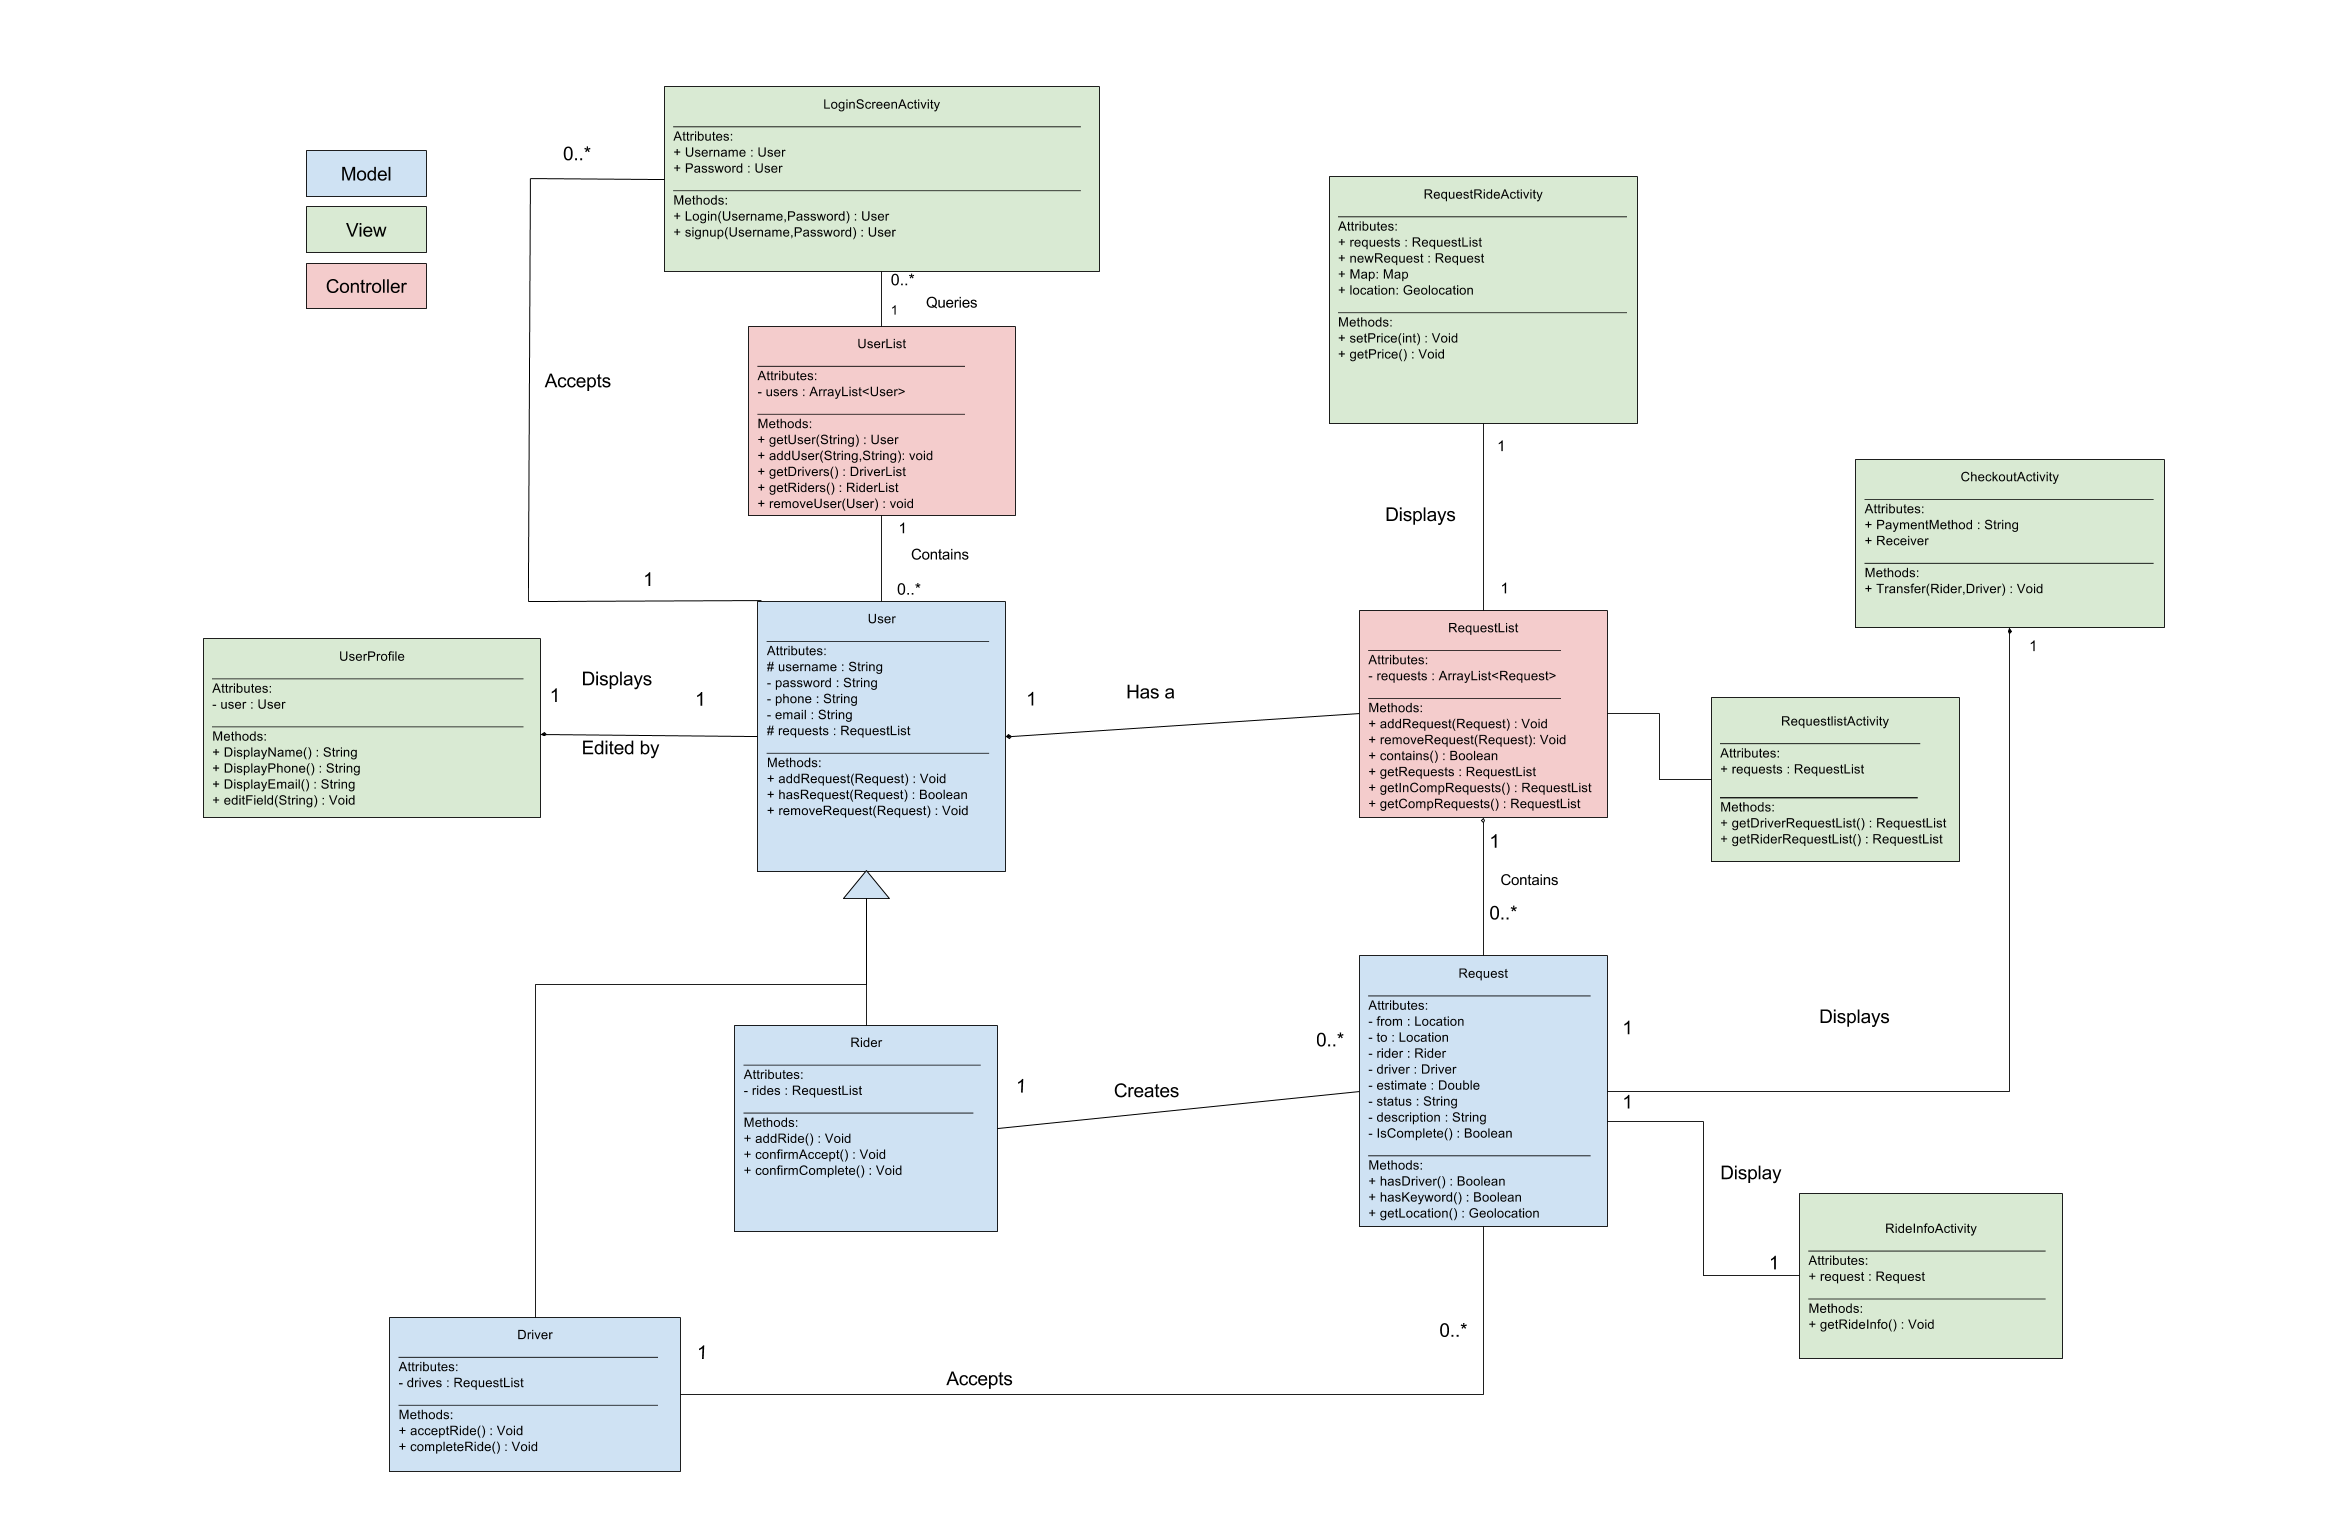 Model
View
Controller
LoginScreenActivity
Attributes:
+ Username : User
+ Password : User
Methods:
+ Login(Username,Password) : User
+ signup(Username,Password) : User
0..*
Accepts
1
0..*
Queries
1
UserList
Attributes:
- users : ArrayList<User>
Methods:
+ getUser(String) : User
+ addUser(String,String): void
+ getDrivers() : DriverList
+ getRiders() : RiderList
+ removeUser(User) : void
1
Contains
0..*
User
Attributes:
# username : String
- password : String
- phone : String
- email : String
# requests : RequestList
Methods:
+ addRequest(Request) : Void
+ hasRequest(Request) : Boolean
+ removeRequest(Request) : Void
UserProfile
Attributes:
- user : User
Methods:
+ DisplayName() : String
+ DisplayPhone() : String
+ DisplayEmail() : String
+ editField(String) : Void
1
Displays
1
Edited by
1
Has a
RequestRideActivity
Attributes:
+ requests : RequestList
+ newRequest : Request
+ Map: Map
+ location: Geolocation
Methods:
+ setPrice(int) : Void
+ getPrice() : Void
1
Displays
1
RequestList
Attributes:
- requests : ArrayList<Request>
Methods:
+ addRequest(Request) : Void
+ removeRequest(Request): Void
+ contains() : Boolean
+ getRequests : RequestList
+ getInCompRequests() : RequestList
+ getCompRequests() : RequestList
CheckoutActivity
Attributes:
+ PaymentMethod : String
+ Receiver
Methods:
+ Transfer(Rider,Driver) : Void
1
RequestlistActivity
Attributes:
+ requests : RequestList
Methods:
+ getDriverRequestList() : RequestList
+ getRiderRequestList() : RequestList
1
Contains
0..*
Request
Attributes:
- from : Location
- to : Location
- rider : Rider
- driver : Driver
- estimate : Double
- status : String
- description : String
- IsComplete() : Boolean
Methods:
+ hasDriver() : Boolean
+ hasKeyword() : Boolean
+ getLocation() : Geolocation
1
Displays
1
Display
1
RideInfoActivity
Attributes:
+ request : Request
Methods:
+ getRideInfo() : Void
Rider
Attributes:
- rides : RequestList
Methods:
+ addRide() : Void
+ confirmAccept() : Void
+ confirmComplete() : Void
1
Creates
0..*
Driver
Attributes:
- drives : RequestList
Methods:
+ acceptRide() : Void
+ completeRide() : Void
1
Accepts
0..*